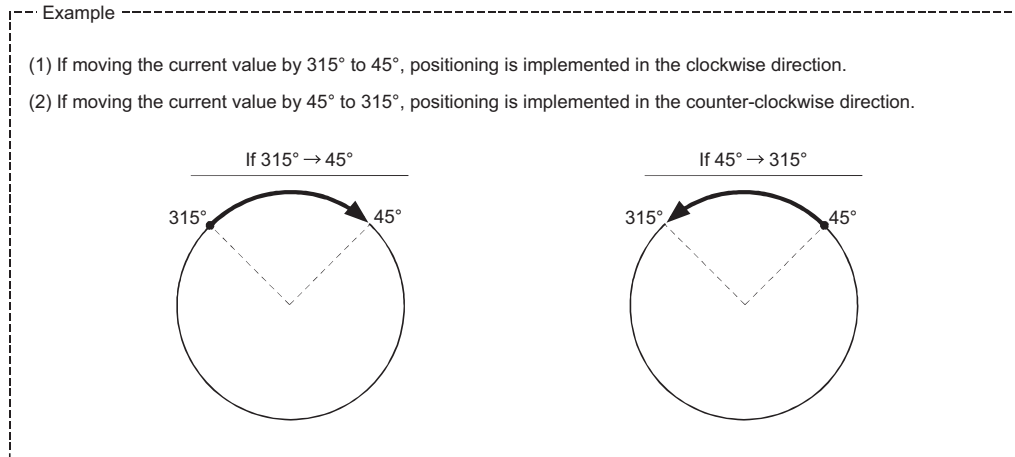 Example
(1) If moving the current value by 315° to 45°, positioning is implemented in the clockwise direction.
(2) If moving the current value by 45° to 315°, positioning is implemented in the counter-clockwise direction.
If 315° → 45°
315°
45°
If 45° → 315°
315°
45°